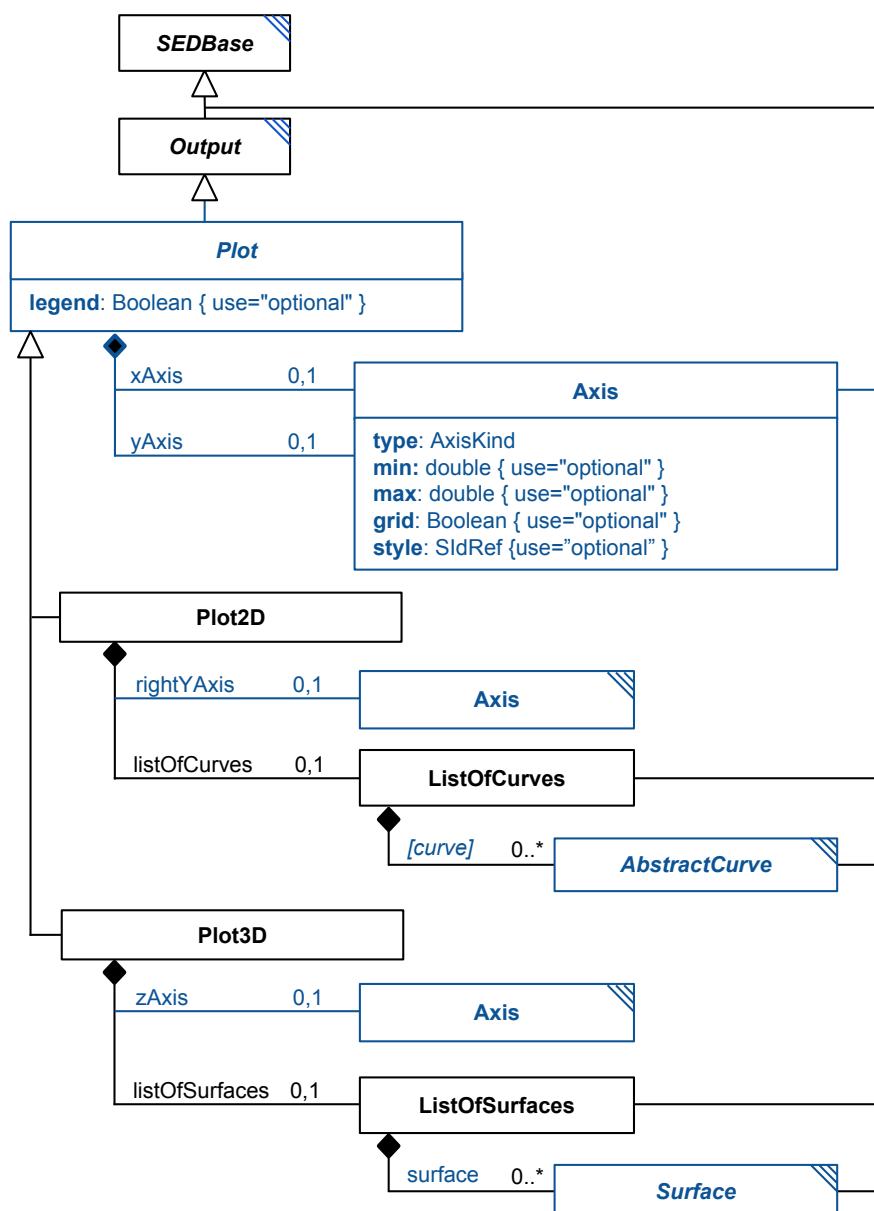 SEDBase
Output
Plot
legend: Boolean { use="optional" }
xAxis 0,1
Axis
yAxis 0,1
type: AxisKind
min: double { use="optional" }
max: double { use="optional" }
grid: Boolean { use="optional" }
style: SIdRef {use=”optional” }
Plot2D
rightYAxis 0,1
Axis
listOfCurves 0,1
ListOfCurves
[curve] 0..*
AbstractCurve
Plot3D
zAxis 0,1
Axis
listOfSurfaces 0,1
ListOfSurfaces
surface 0..*
Surface